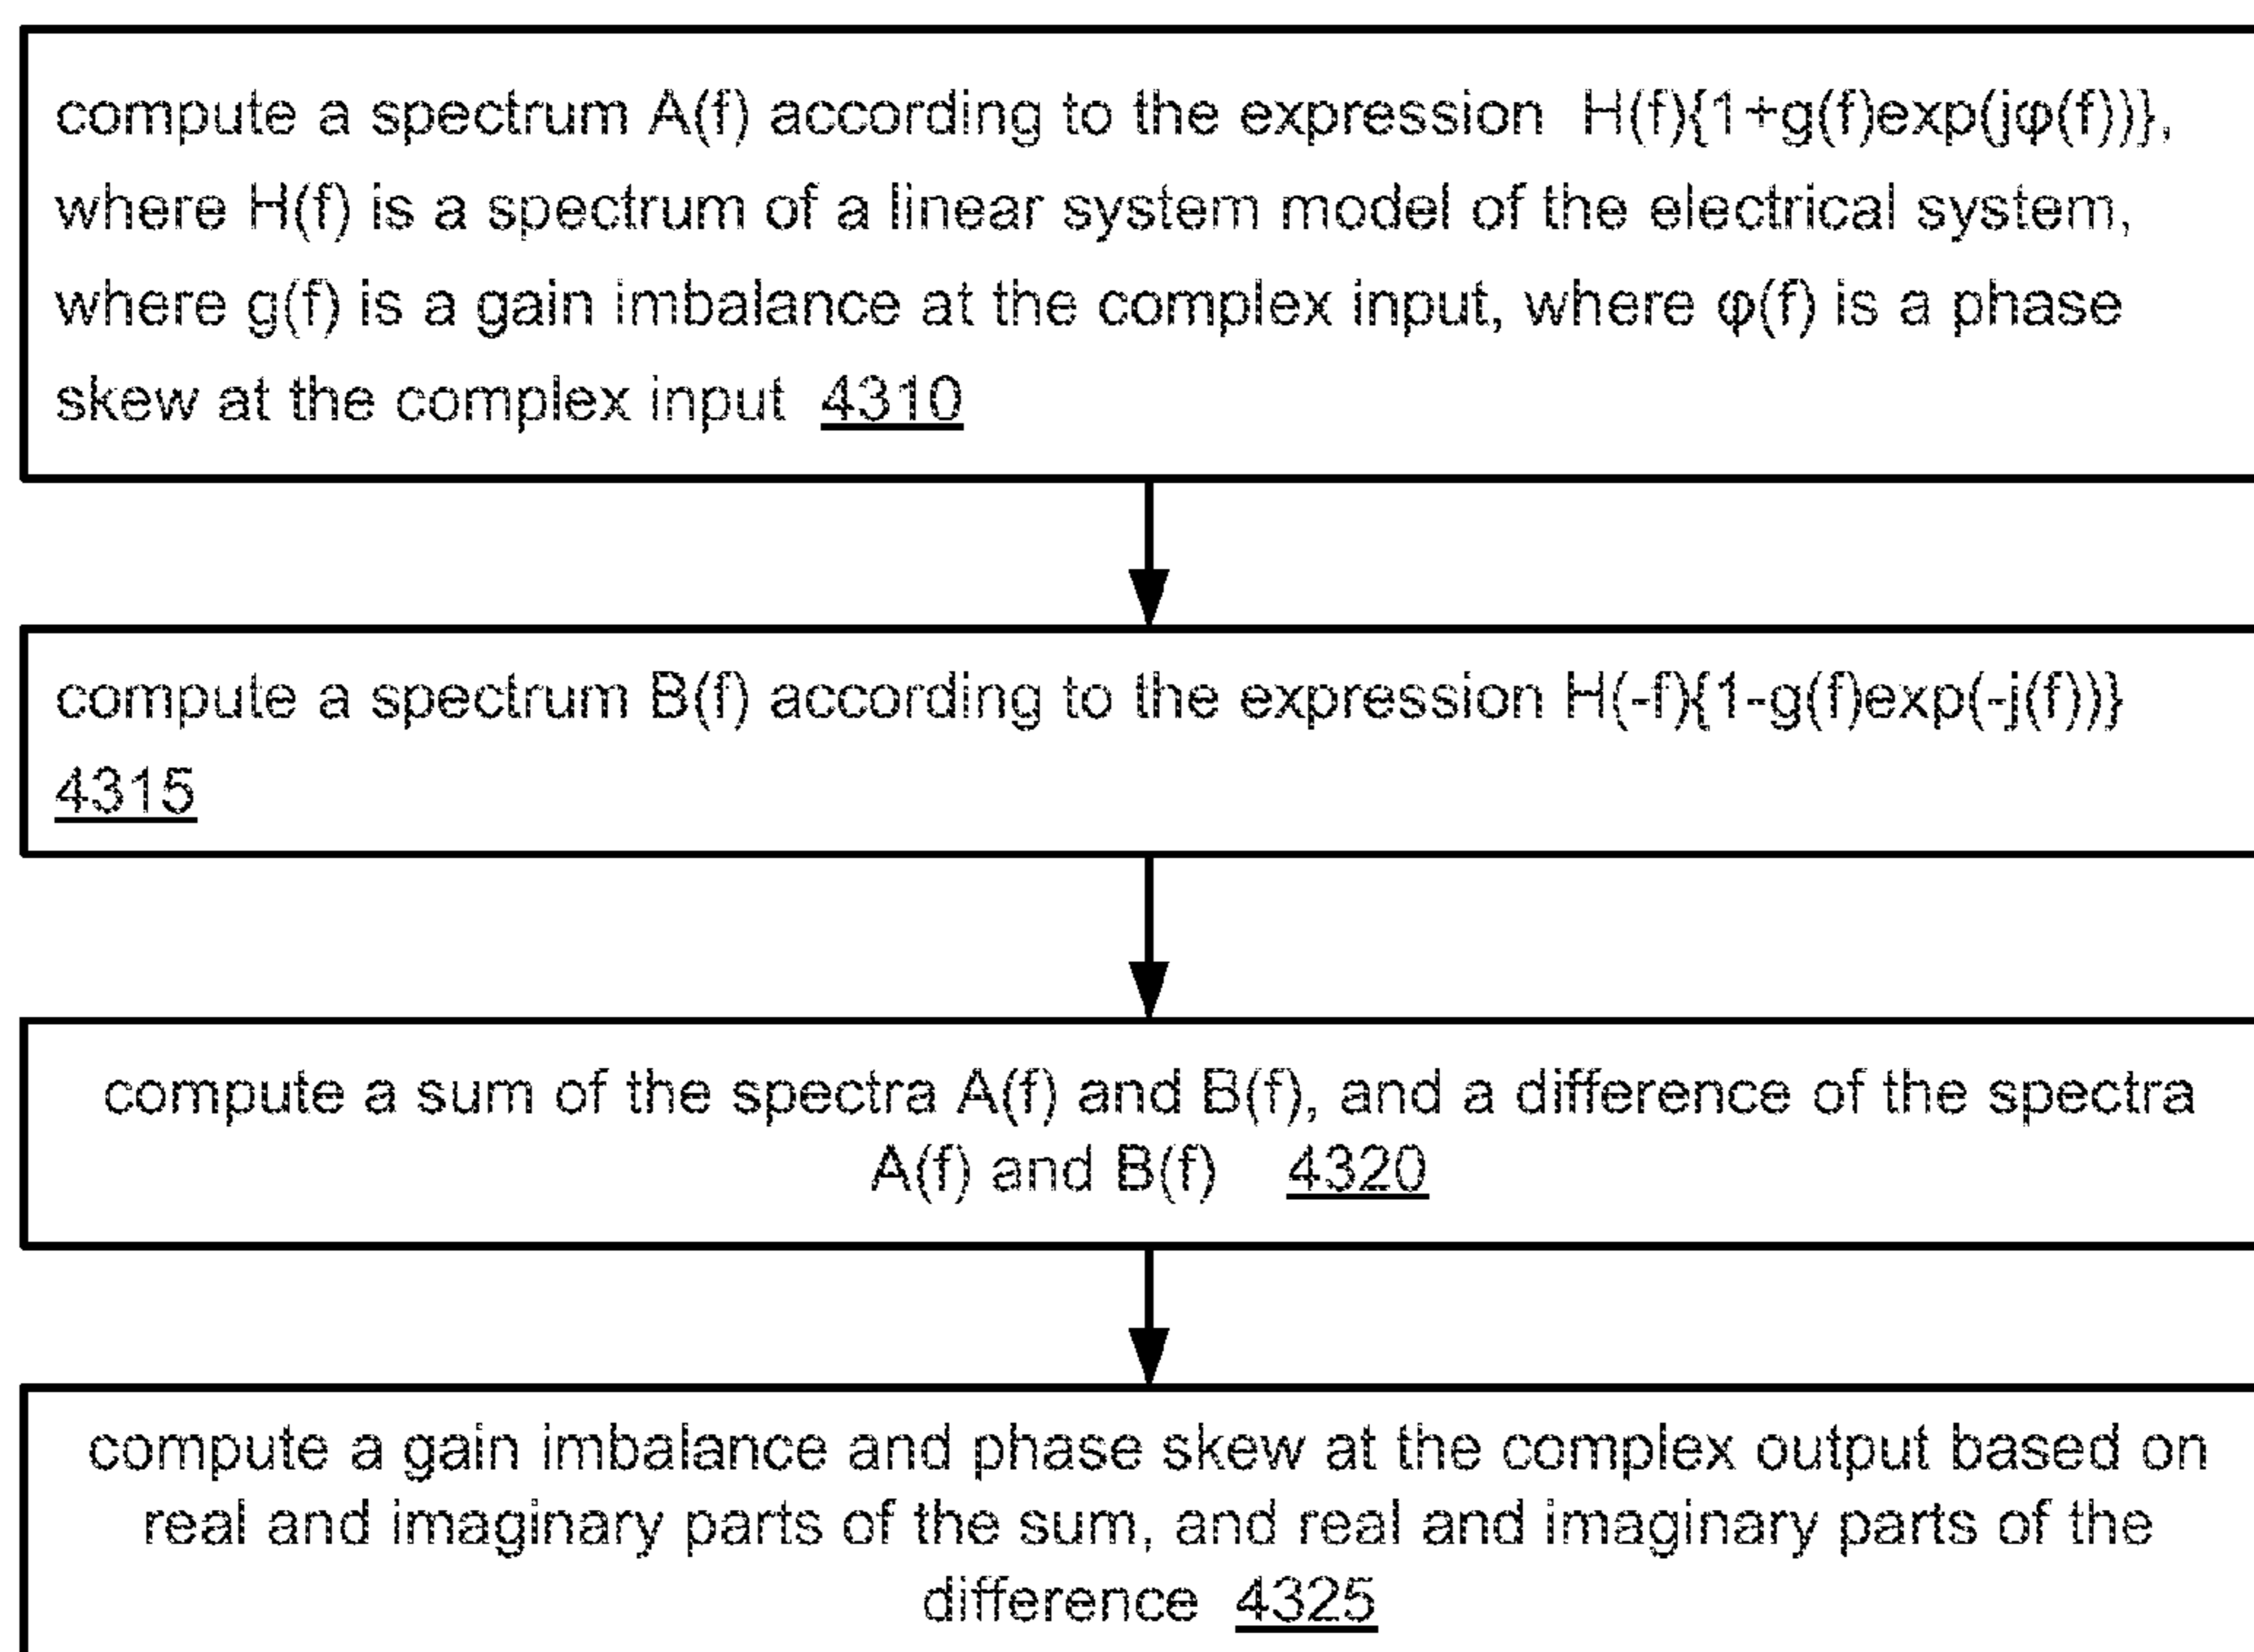 compute a spectrum A(f) according to the expression H(f){1+g(f)exp(jφ(f))},
where H(f) is a spectrum of a linear system model of the electrical system,
where g(f) is a gain imbalance at the complex input, where φ(f) is a phase
skew at the complex input 4310
compute a spectrum B(f) according to the expression H(-f){1-g(f)exp(-j(f))}
4315
compute a sum of the spectra A(f) and B(f), and a difference of the spectra
A(f) and B(f) 4320
compute a gain imbalance and phase skew at the complex output based on
real and imaginary parts of the sum, and real and imaginary parts of the
difference 4325